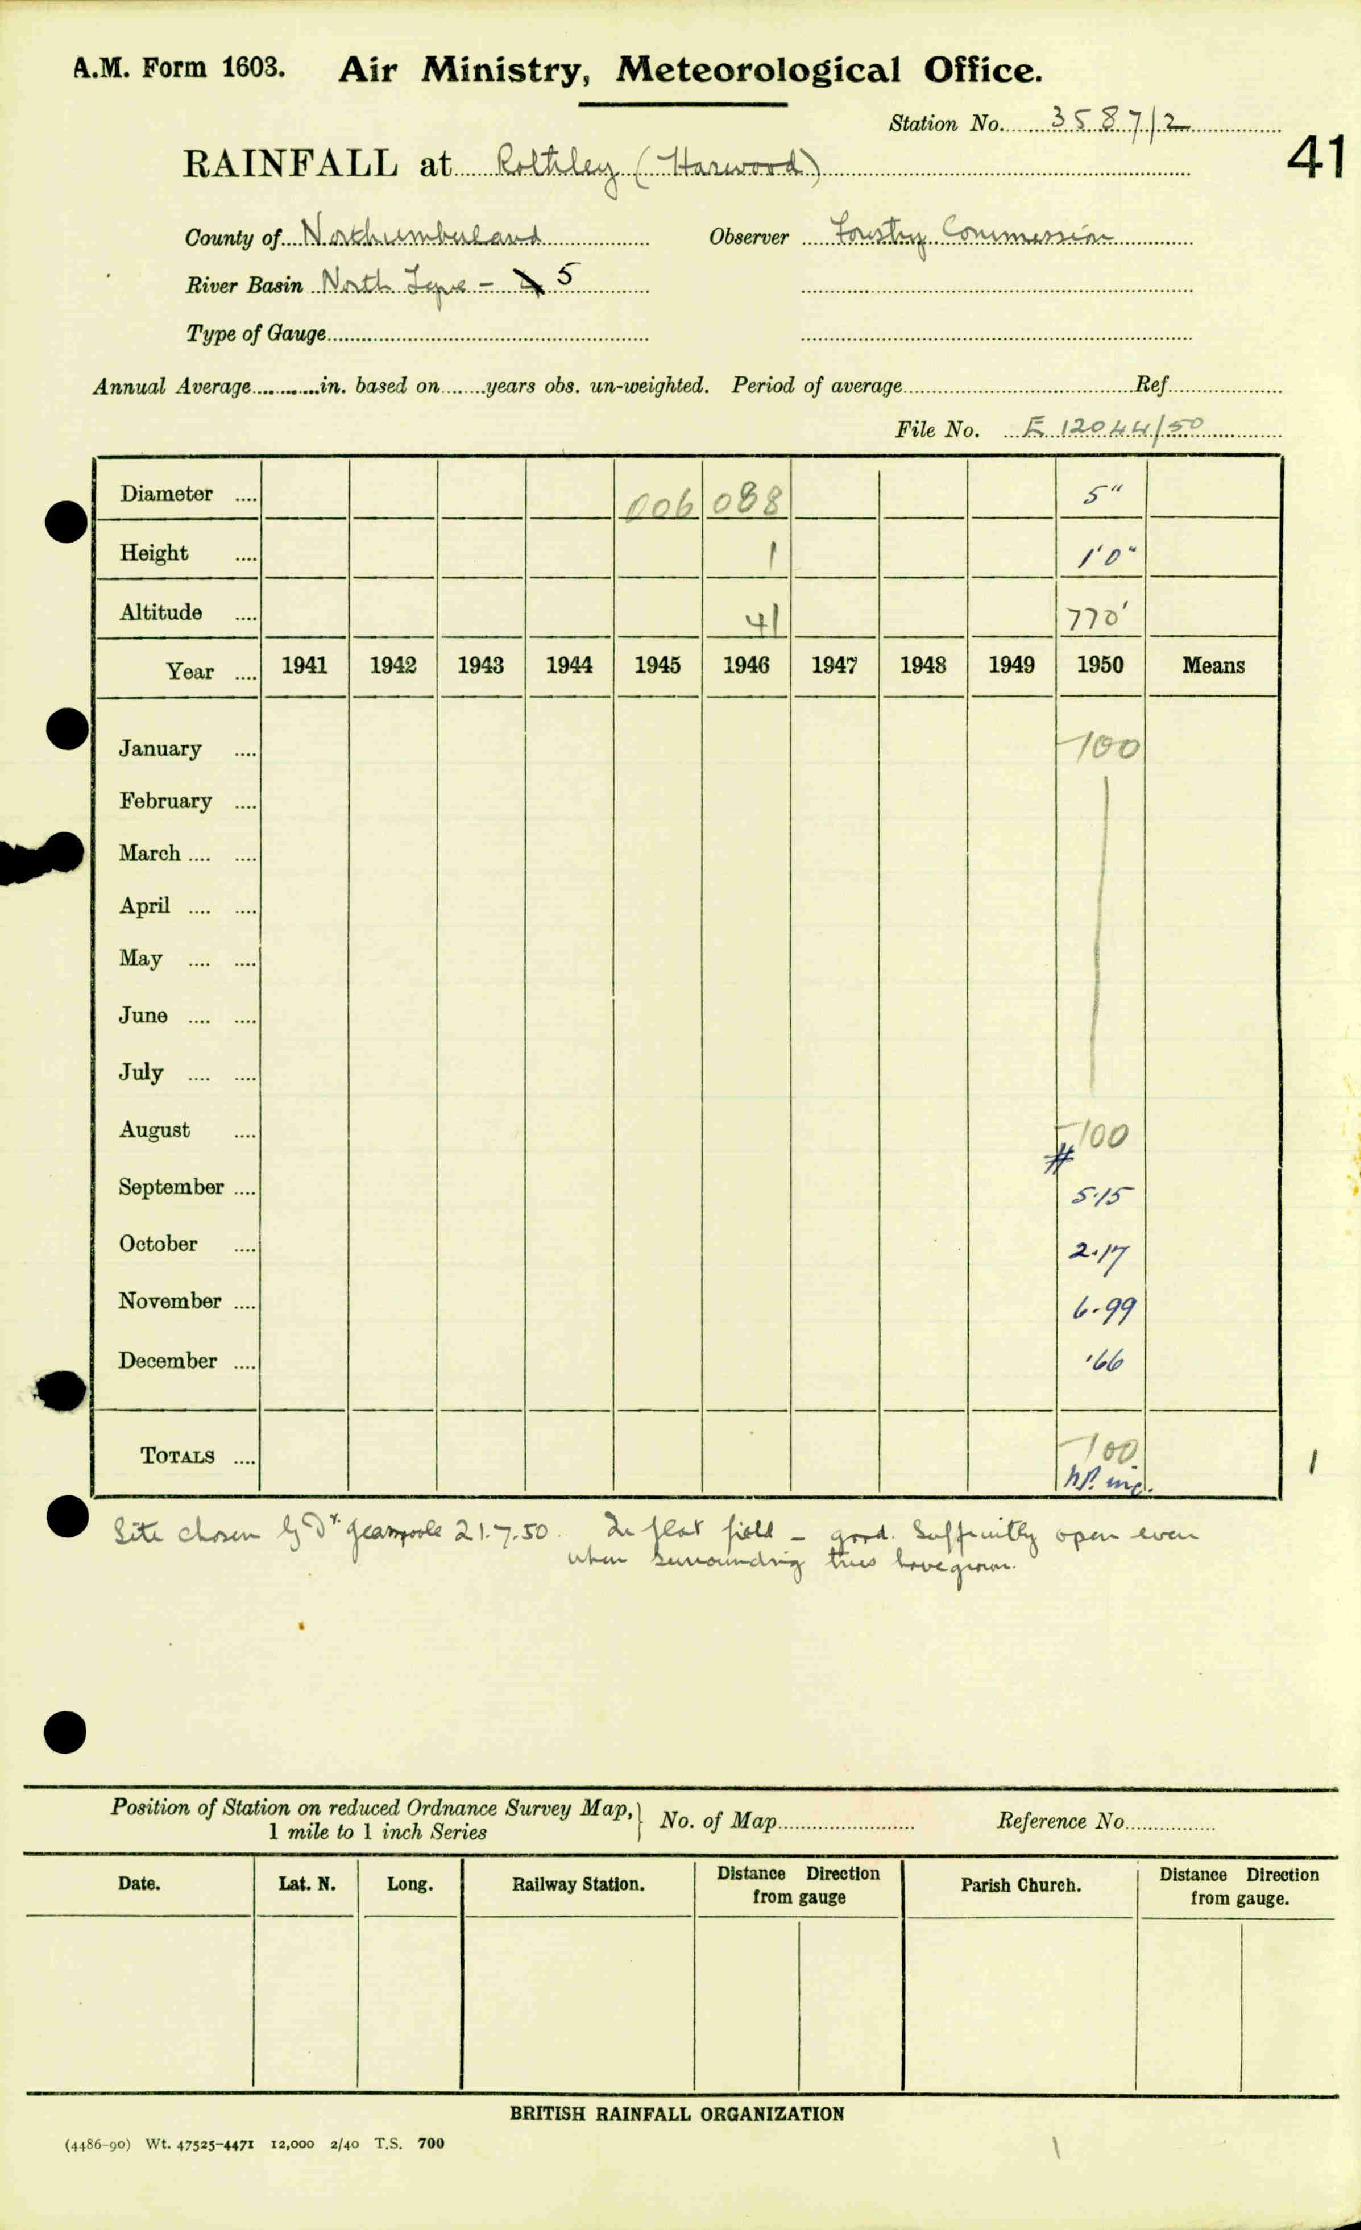 A.M. Form 1603. Air Ministry, Meteorological Office.
Station No. 3587/2
41
RAINFALL at Rothley (Harwood)
County of Northumberland Observer Forestry Commission
River Basin North Tyne - 4 5
Type of Gauge
Annual Average in. based on years obs. un-weighted. Period of average Ref
File No. E 12044/50
Diameter 006 088 5"
Height 1 1'0"
Altitude 41 770'
Year 1941 1942 1943 1944 1945 1946 1947 1948 1949 1950 Means
January -100
February
March
April
May
June
July
August -100
#
September 5.15
October 2.17
November 6.99
December .66
TOTALS -100
1
Site chosen by Dr. Glasspoole 21.7.50. In flat field - good. Sufficiently open even
when surrounding trees have grown.
Position of Station on reduced Ordnance Survey Map, } No. of Map Reference No.
1 mile to 1 inch Series
Date. Lat. N. Long. Railway Station. Distance Direction from gauge Parish Church. Distance Direction from gauge.
BRITISH RAINFALL ORGANIZATION
(4486-90) Wt. 47525-4471 12,000 2/40 T.S. 700
1